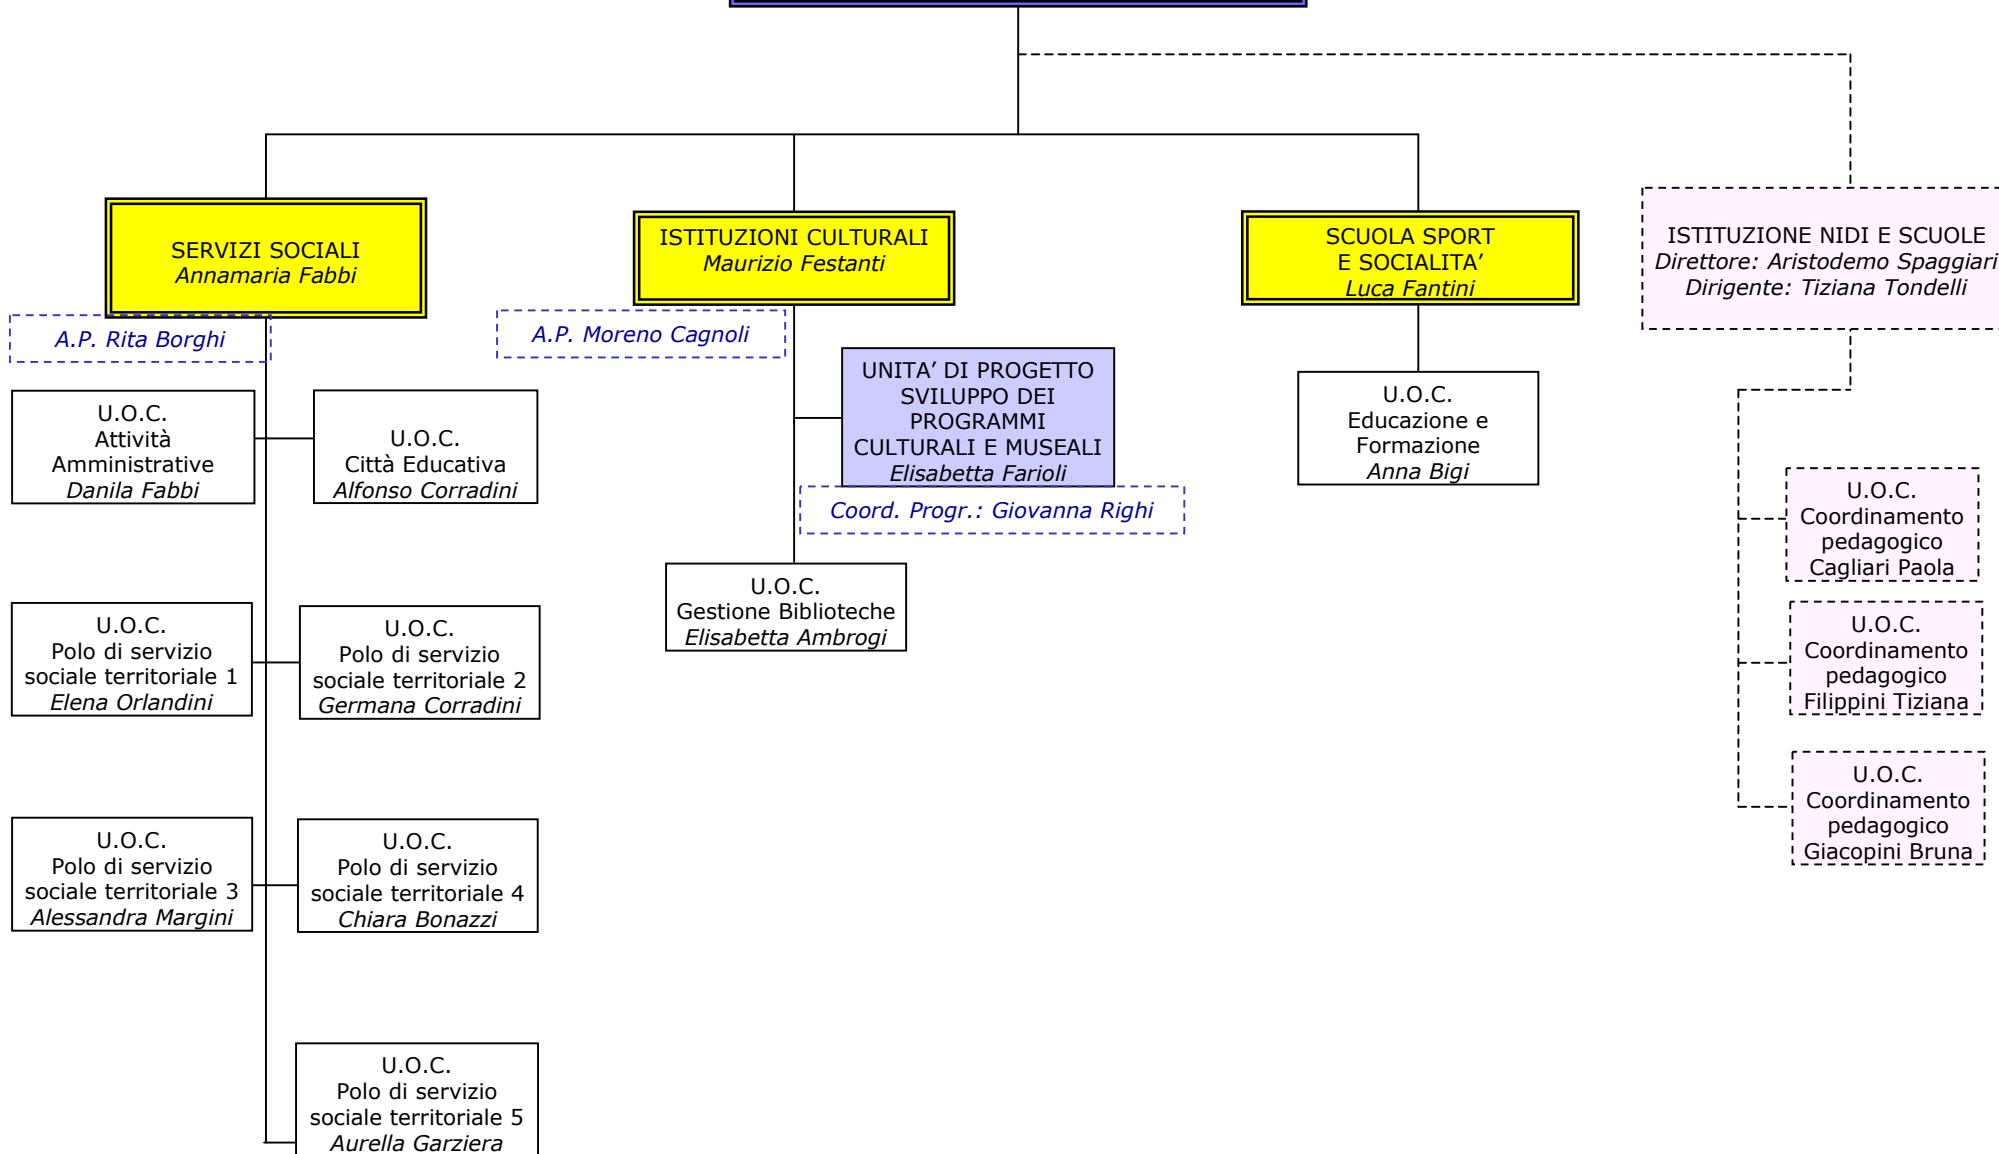 SERVIZI SOCIALI
Annamaria Fabbi
ISTITUZIONI CULTURALI
Maurizio Festanti
SCUOLA SPORT
E SOCIALITA’
Luca Fantini
ISTITUZIONE NIDI E SCUOLE
Direttore: Aristodemo Spaggiari
Dirigente: Tiziana Tondelli
A.P. Rita Borghi
A.P. Moreno Cagnoli
UNITA’ DI PROGETTO
SVILUPPO DEI
PROGRAMMI
CULTURALI E MUSEALI
Elisabetta Farioli
Coord. Progr.: Giovanna Righi
U.O.C.
Educazione e
Formazione
Anna Bigi
U.O.C.
Attività
Amministrative
Danila Fabbi
U.O.C.
Città Educativa
Alfonso Corradini
U.O.C.
Coordinamento
pedagogico
Cagliari Paola
U.O.C.
Gestione Biblioteche
Elisabetta Ambrogi
U.O.C.
Polo di servizio
sociale territoriale 1
Elena Orlandini
U.O.C.
Polo di servizio
sociale territoriale 2
Germana Corradini
U.O.C.
Coordinamento
pedagogico
Filippini Tiziana
U.O.C.
Coordinamento
pedagogico
Giacopini Bruna
U.O.C.
Polo di servizio
sociale territoriale 3
Alessandra Margini
U.O.C.
Polo di servizio
sociale territoriale 4
Chiara Bonazzi
U.O.C.
Polo di servizio
sociale territoriale 5
Aurella Garziera